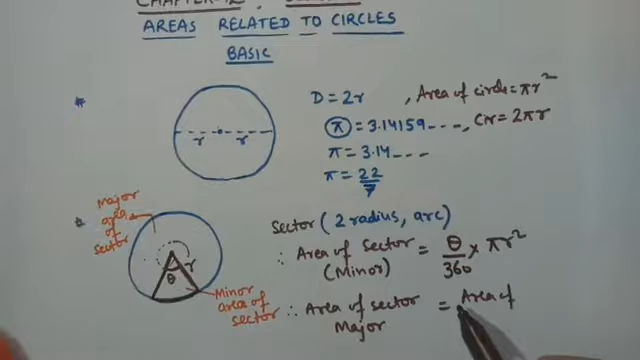 AREAS RELATED TO CIRCLES
BASIC
D = 2r , Area of circle = πr²
π = 3.14159 - - - - , Cr = 2πr
π = 3.14 - - - -
π = 22/7
r r
Major area of sector
Sector (2 radius, arc)
∴ Area of Sector (Minor) = θ/360 × πr²
r
θ
Minor area of sector
∴ Area of sector Major = Area of